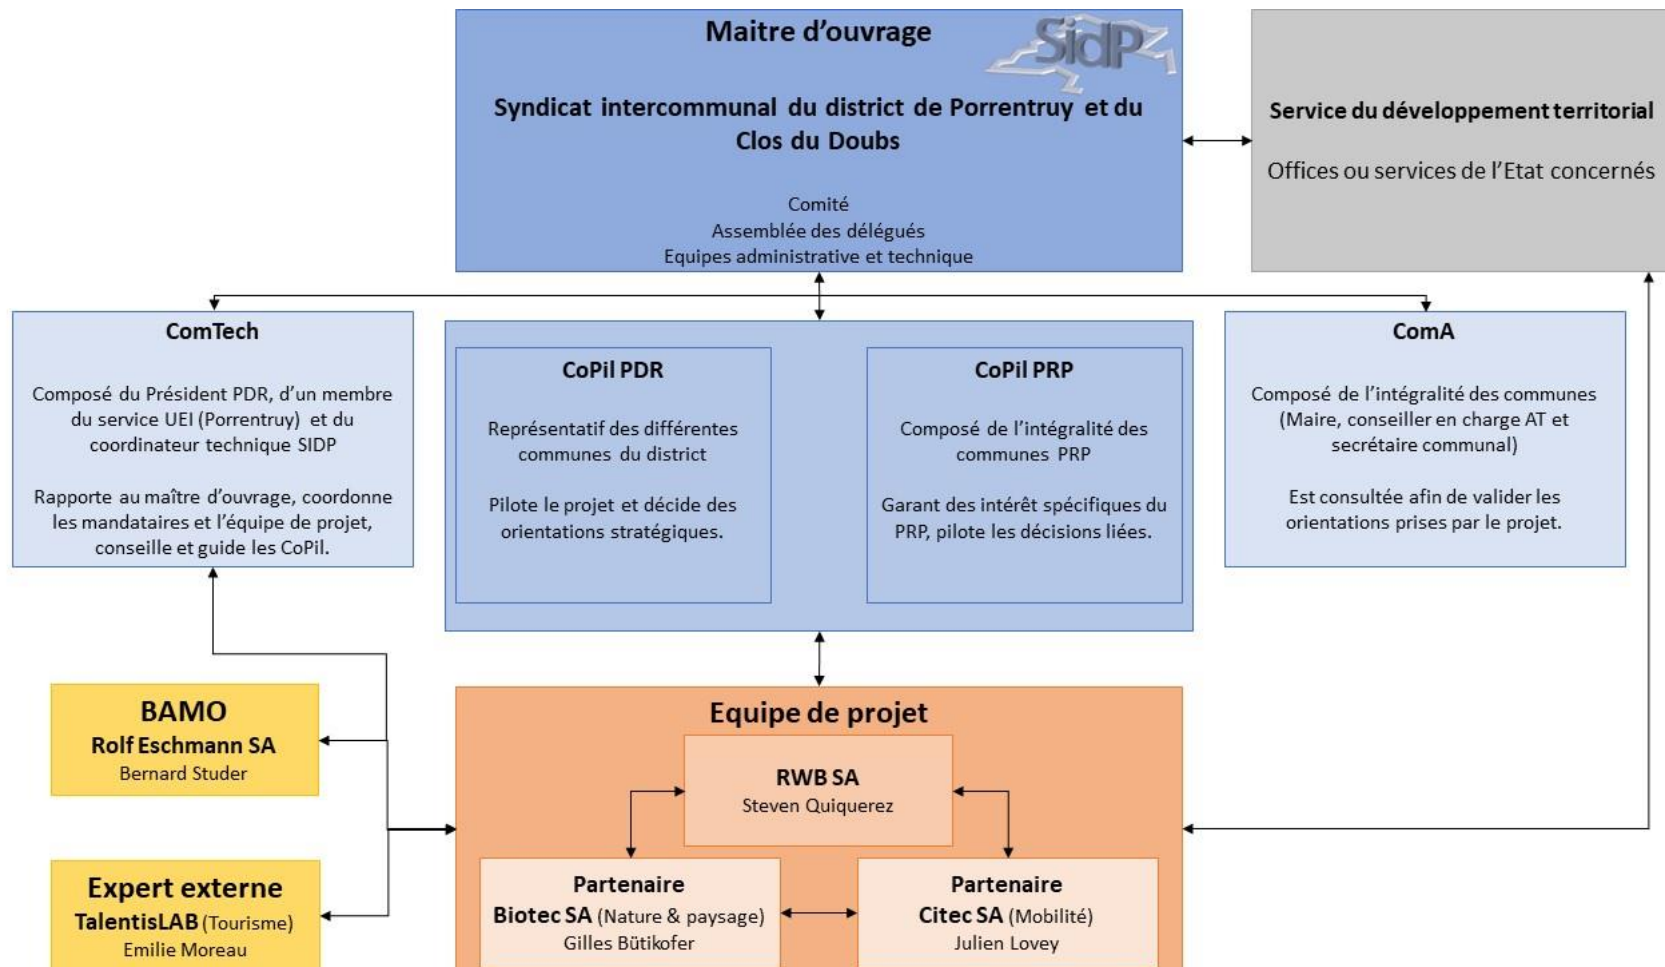 Maitre d'ouvrage
SidP
Syndicat intercommunal du district de Porrentruy et du
Clos du Doubs
Comité
Assemblée des délégués
Equipes administrative et technique
Service du développement territorial
Offices ou services de l'Etat concernés
ComTech
Composé du Président PDR, d'un membre
du service UEI (Porrentruy) et du
coordinateur technique SIDP
Rapporte au maître d'ouvrage, coordonne
les mandataires et l'équipe de projet,
conseille et guide les CoPil.
CoPil PDR
Représentatif des différentes
communes du district
Pilote le projet et décide des
orientations stratégiques.
CoPil PRP
Composé de l'intégralité des
communes PRP
Garant des intérêt spécifiques du
PRP, pilote les décisions liées.
ComA
Composé de l'intégralité des communes
(Maire, conseiller en charge AT et
secrétaire communal)
Est consultée afin de valider les
orientations prises par le projet.
BAMO
Rolf Eschmann SA
Bernard Studer
Expert externe
TalentisLAB (Tourisme)
Emilie Moreau
Equipe de projet
RWB SA
Steven Quiquerez
Partenaire
Biotec SA (Nature & paysage)
Gilles Bütikofer
Partenaire
Citec SA (Mobilité)
Julien Lovey